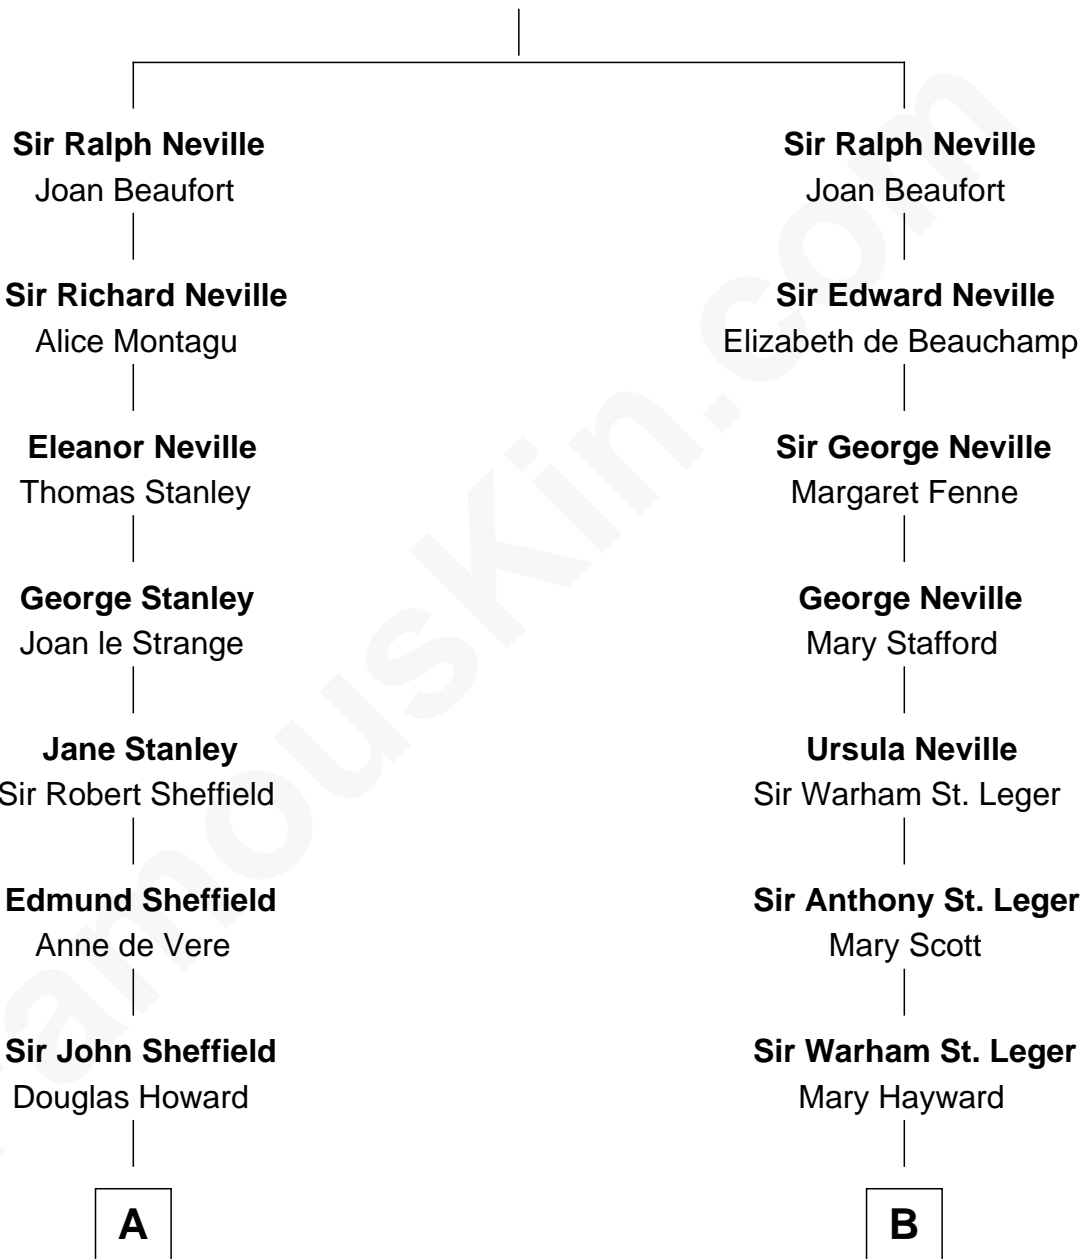 Sir Ralph Neville
Joan Beaufort
Sir Richard Neville
Alice Montagu
Eleanor Neville
Thomas Stanley
George Stanley
Joan le Strange
Jane Stanley
Sir Robert Sheffield
Edmund Sheffield
Anne de Vere
Sir John Sheffield
Douglas Howard
A
Sir Ralph Neville
Joan Beaufort
Sir Edward Neville
Elizabeth de Beauchamp
Sir George Neville
Margaret Fenne
George Neville
Mary Stafford
Ursula Neville
Sir Warham St. Leger
Sir Anthony St. Leger
Mary Scott
Sir Warham St. Leger
Mary Hayward
B
famouskin.com